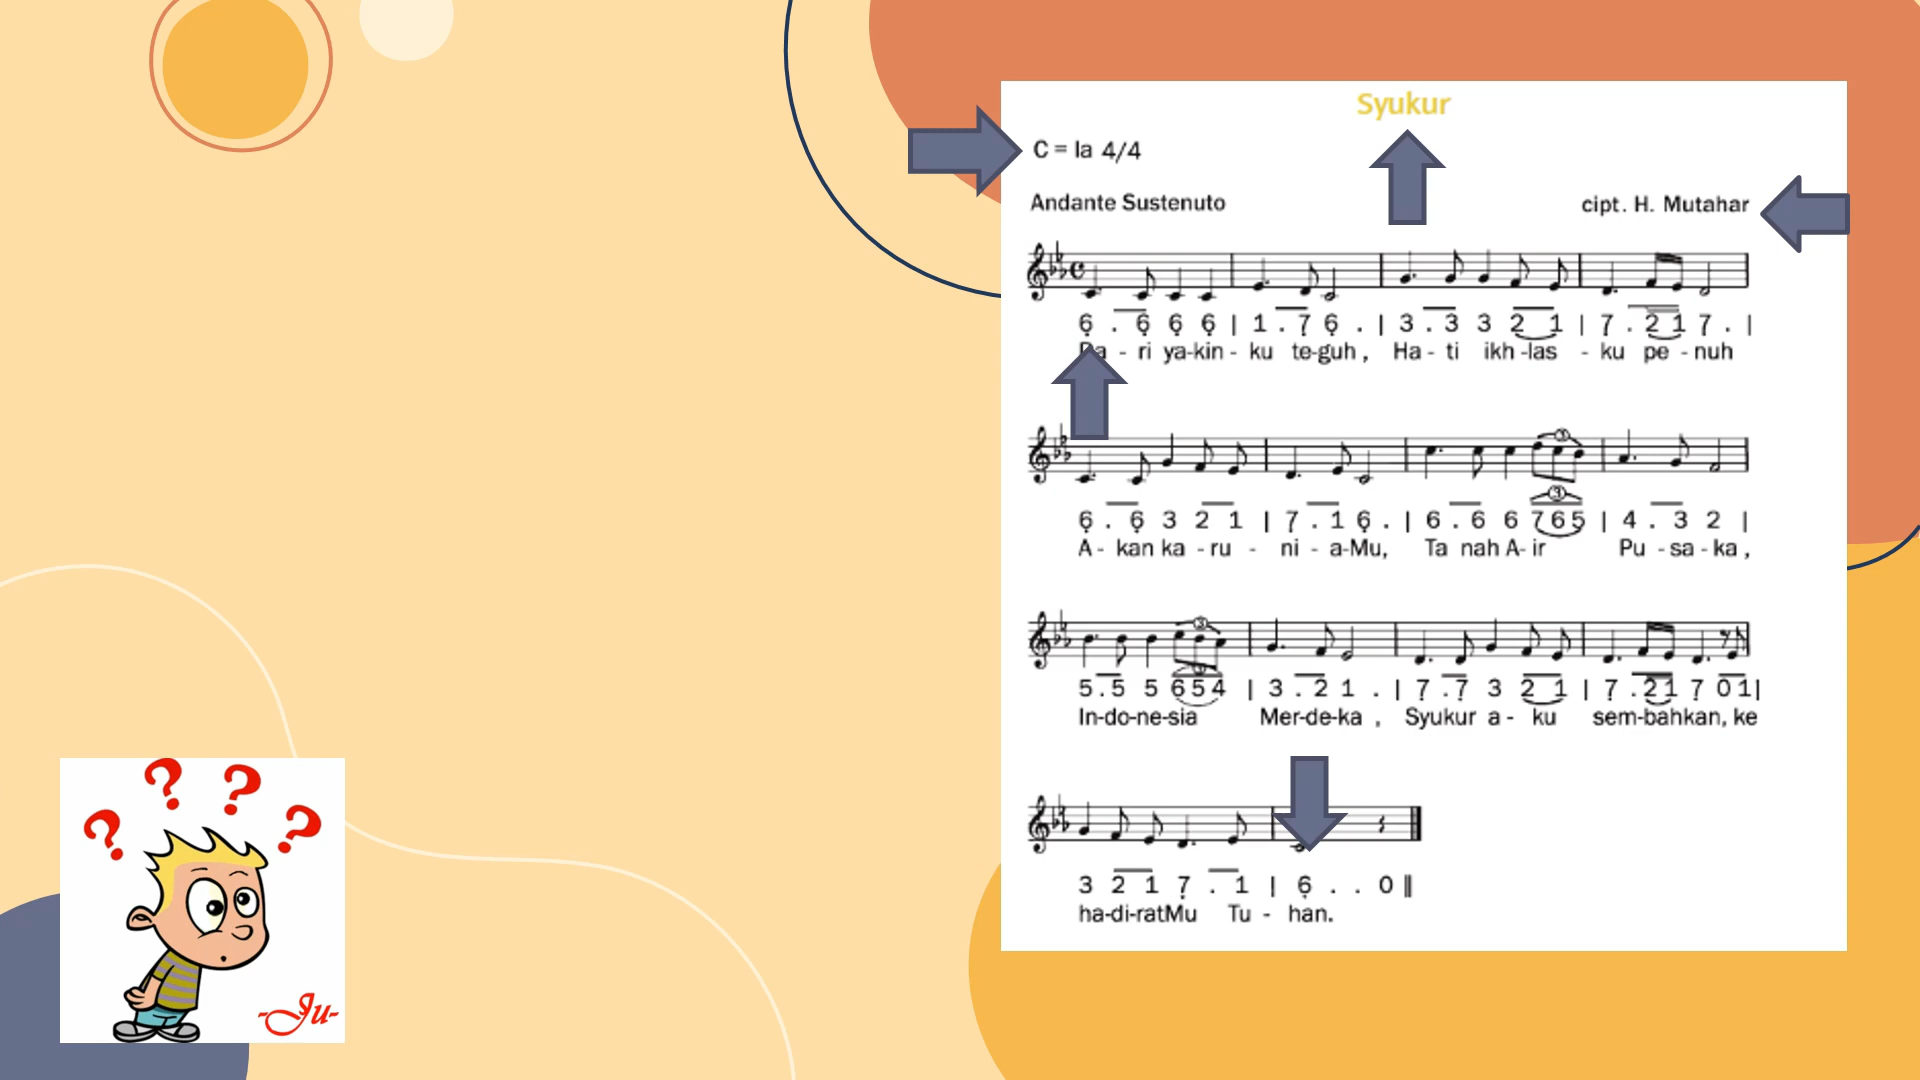 Syukur
C = la 4/4
Andante Sustenuto
cipt. H. Mutahar
6̣ . 6̣ 6̣ 6̣ | 1 . 7̣ 6̣ . | 3 . 3 3 2 1 | 7̣ . 2 1 7̣ . |
Da - ri ya-kin - ku te-guh , Ha - ti ikh -las - ku pe - nuh
3
6̣ . 6̣ 3 2 1 | 7̣ . 1 6̣ . | 6 . 6 6 7 6 5 | 4 . 3 2 |
A - kan ka - ru - ni - a-Mu, Ta nah A- ir Pu - sa - ka ,
3
5 . 5 5 6 5 4 | 3 . 2 1 . | 7̣ . 7̣ 3 2 1 | 7̣ . 2 1 7̣ 0 1 |
In-do-ne-sia Mer-de-ka , Syukur a - ku sem-bahkan, ke
3 2 1 7̣ . 1 | 6̣ . . 0 ||
ha-di-ratMu Tu - han.
? ? ? ?
-Ju-